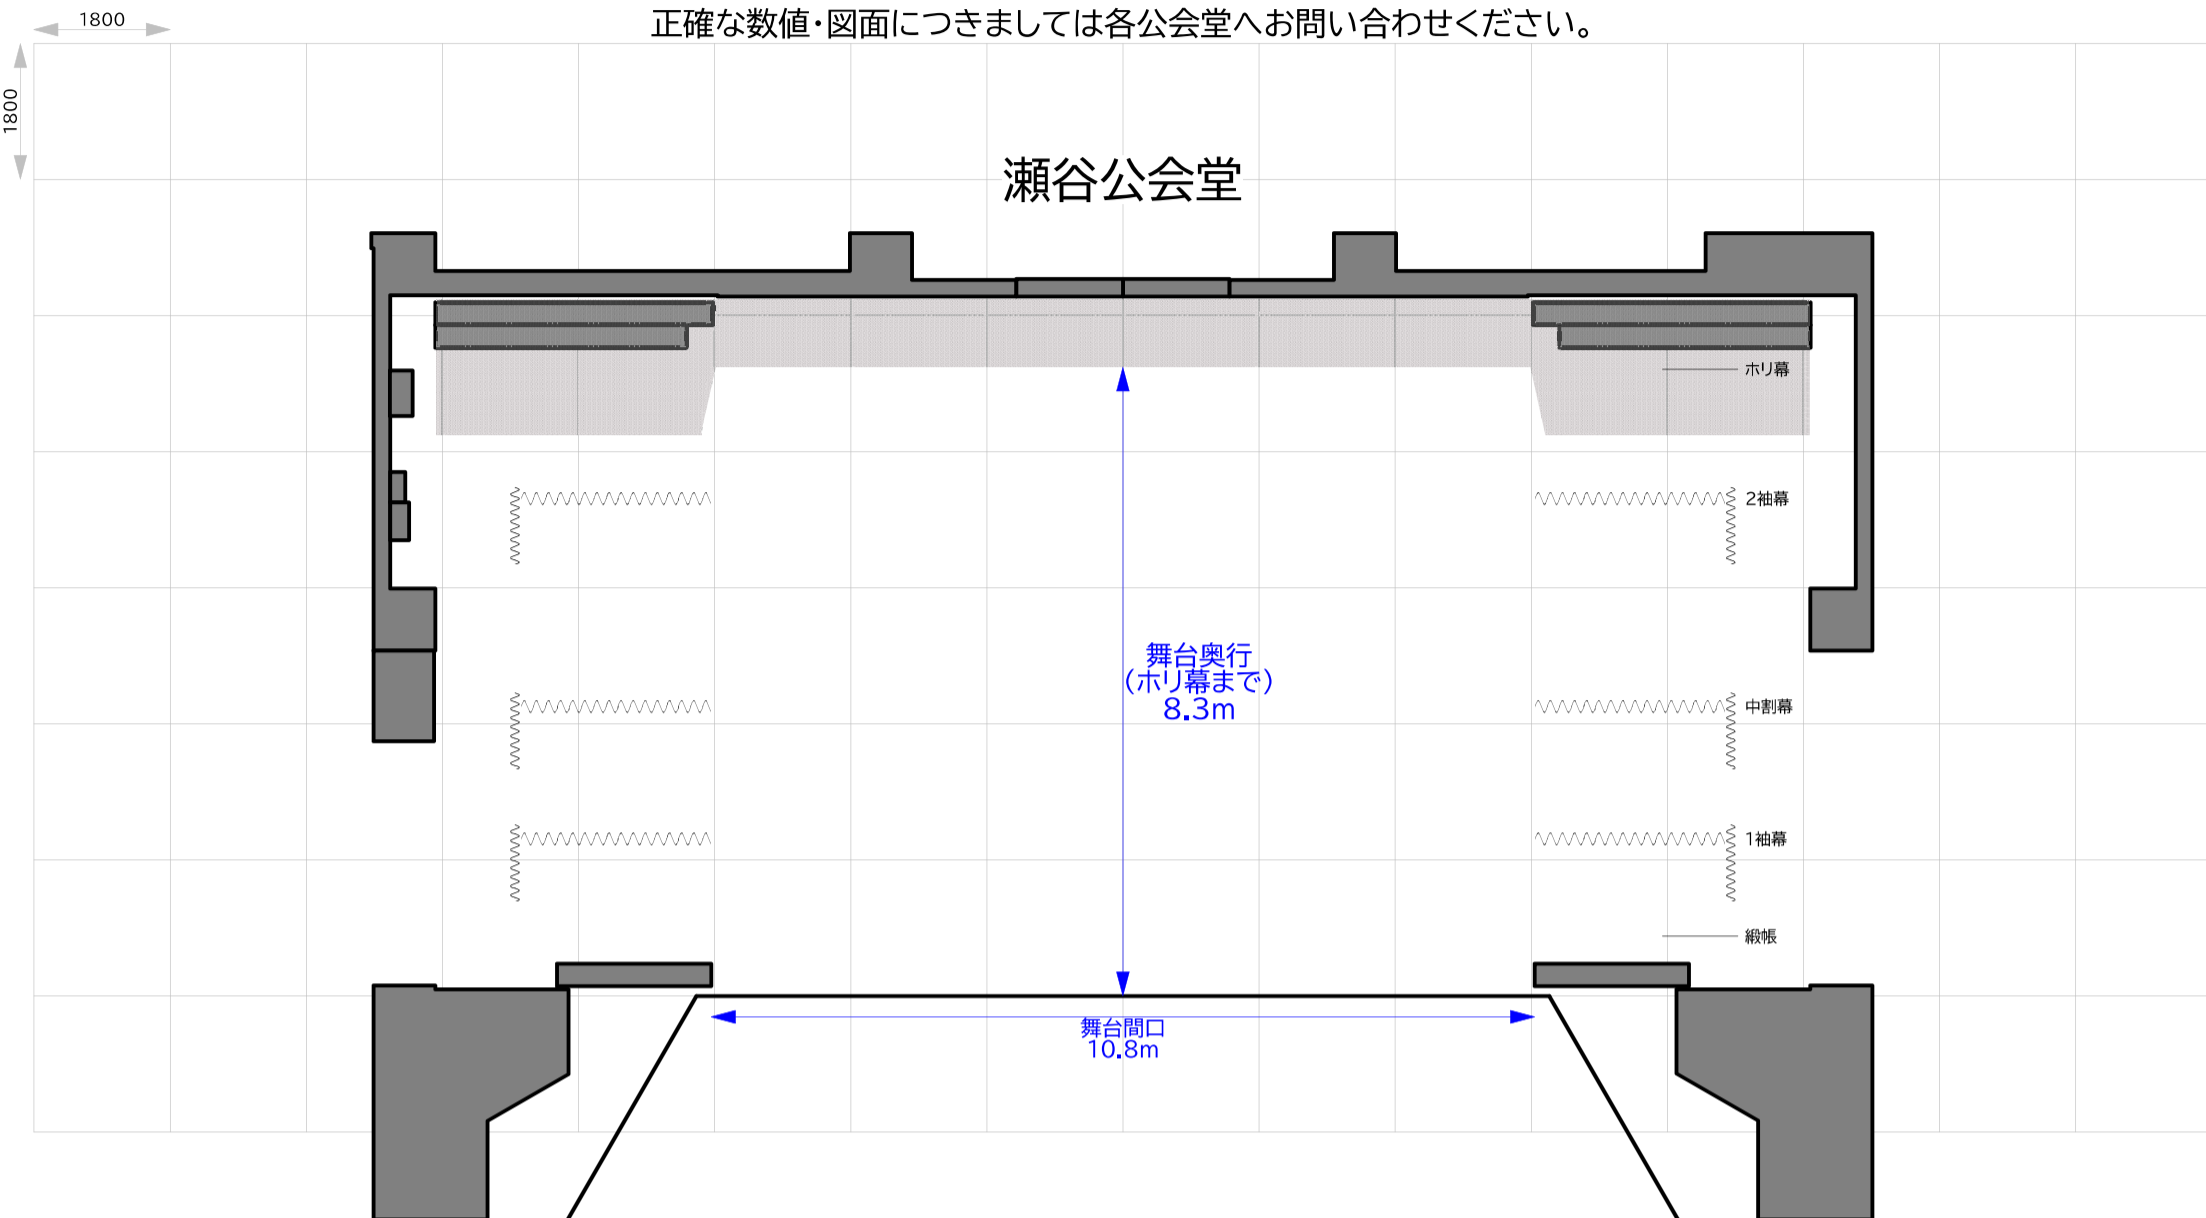 1800
正確な数値・図面につきましては各公会堂へお問い合わせください。
1800
瀬谷公会堂
ホリ幕
2袖幕
舞台奥行
(ホリ幕まで)
8.3m
中割幕
1袖幕
緞帳
舞台間口
10.8m